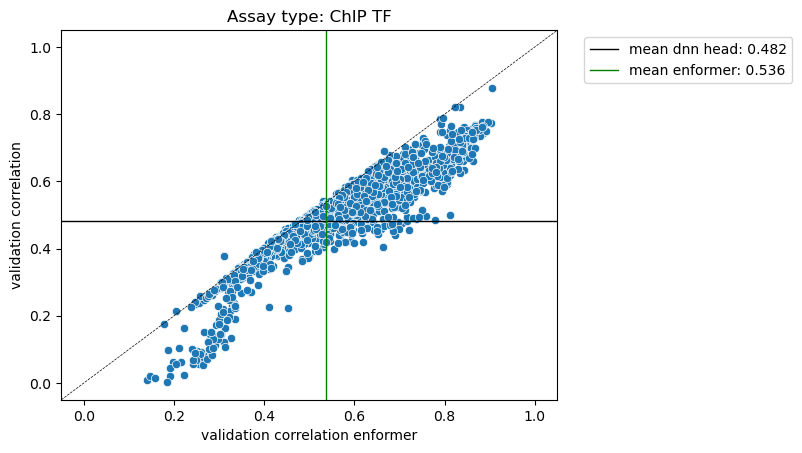 Assay type: ChIP TF
mean dnn head: 0.482
mean enformer: 0.536
validation correlation
1.0
0.8
0.6
0.4
0.2
0.0
0.0 0.2 0.4 0.6 0.8 1.0
validation correlation enformer